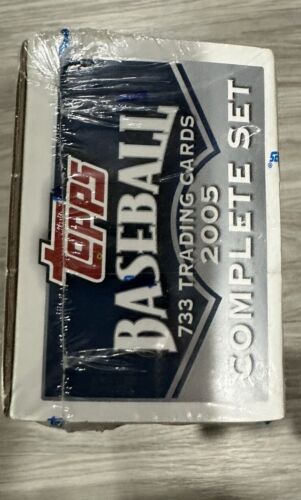 Topps
BASEBALL
733 TRADING CARDS
2005
COMPLETE SET